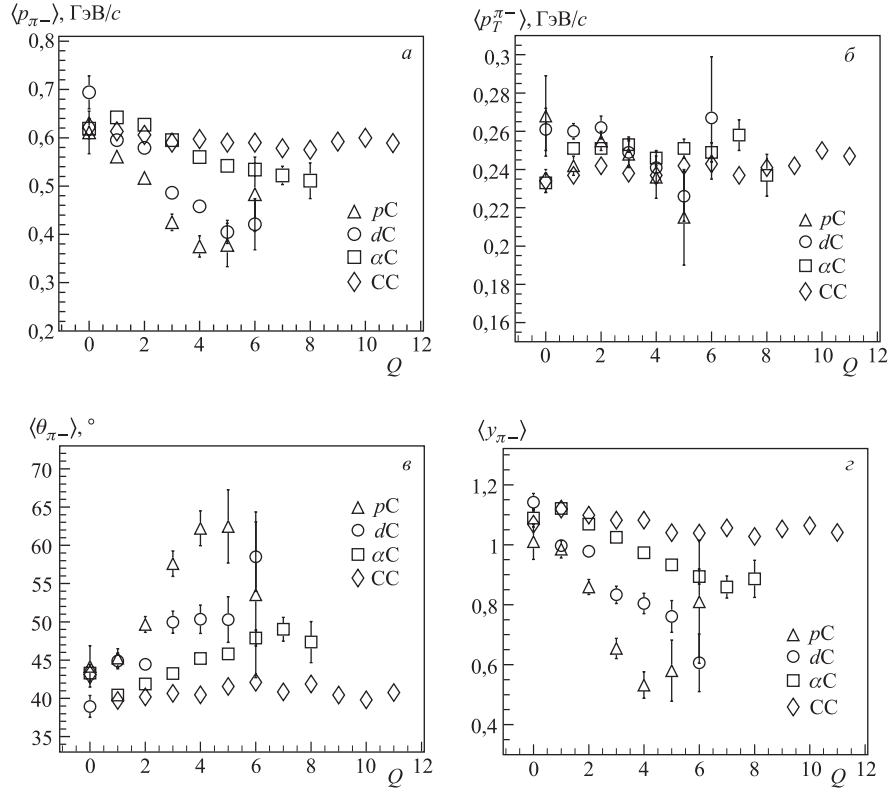 ⟨p_{π−}⟩, ГэВ/c
а
0,8
0,7
0,6
0,5
0,4
0,3
0,2
pC
dC
αC
CC
0 2 4 6 8 10 12
Q
⟨p_T^{π−}⟩, ГэВ/c
б
0,3
0,28
0,26
0,24
0,22
0,2
0,18
0,16
pC
dC
αC
CC
0 2 4 6 8 10 12
Q
⟨θ_{π−}⟩, °
в
70
65
60
55
50
45
40
35
pC
dC
αC
CC
0 2 4 6 8 10 12
Q
⟨y_{π−}⟩
г
1,2
1
0,8
0,6
0,4
pC
dC
αC
CC
0 2 4 6 8 10 12
Q